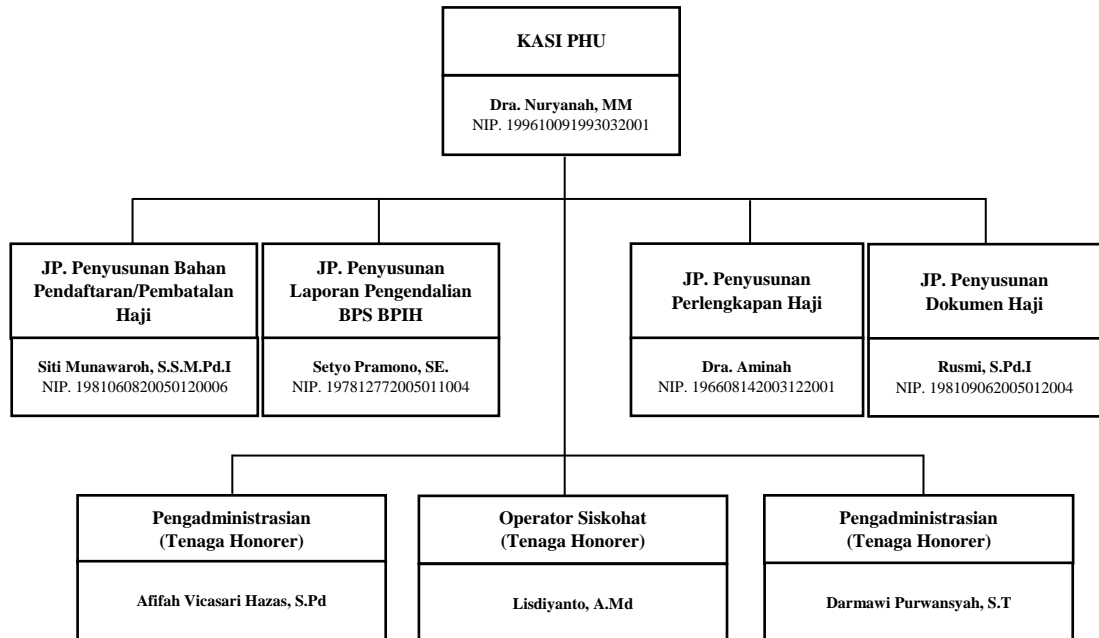 KASI PHU
Dra. Nuryanah, MM
NIP. 199610091993032001
JP. Penyusunan Bahan
Pendaftaran/Pembatalan
Haji
Siti Munawaroh, S.S.M.Pd.I
NIP. 1981060820050120006
JP. Penyusunan
Laporan Pengendalian
BPS BPIH
Setyo Pramono, SE.
NIP. 197812772005011004
JP. Penyusunan
Perlengkapan Haji
Dra. Aminah
NIP. 196608142003122001
JP. Penyusunan
Dokumen Haji
Rusmi, S.Pd.I
NIP. 198109062005012004
Pengadministrasian
(Tenaga Honorer)
Afifah Vicasari Hazas, S.Pd
Operator Siskohat
(Tenaga Honorer)
Lisdiyanto, A.Md
Pengadministrasian
(Tenaga Honorer)
Darmawi Purwansyah, S.T